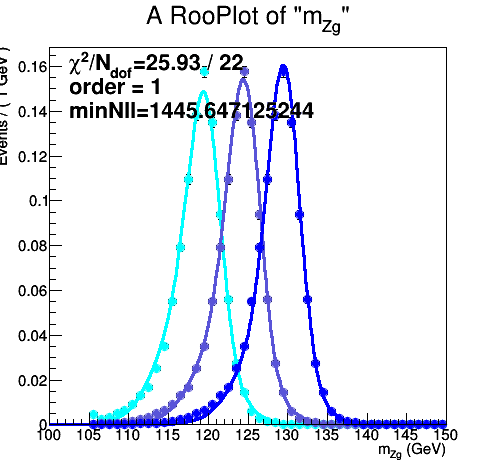 A RooPlot of "m_Zg"
χ²/N_dof=25.93 / 22
order = 1
minNll=1445.647125244
Events / ( 1 GeV )
0.16
0.14
0.12
0.1
0.08
0.06
0.04
0.02
0
100 105 110 115 120 125 130 135 140 145 150
m_Zg (GeV)